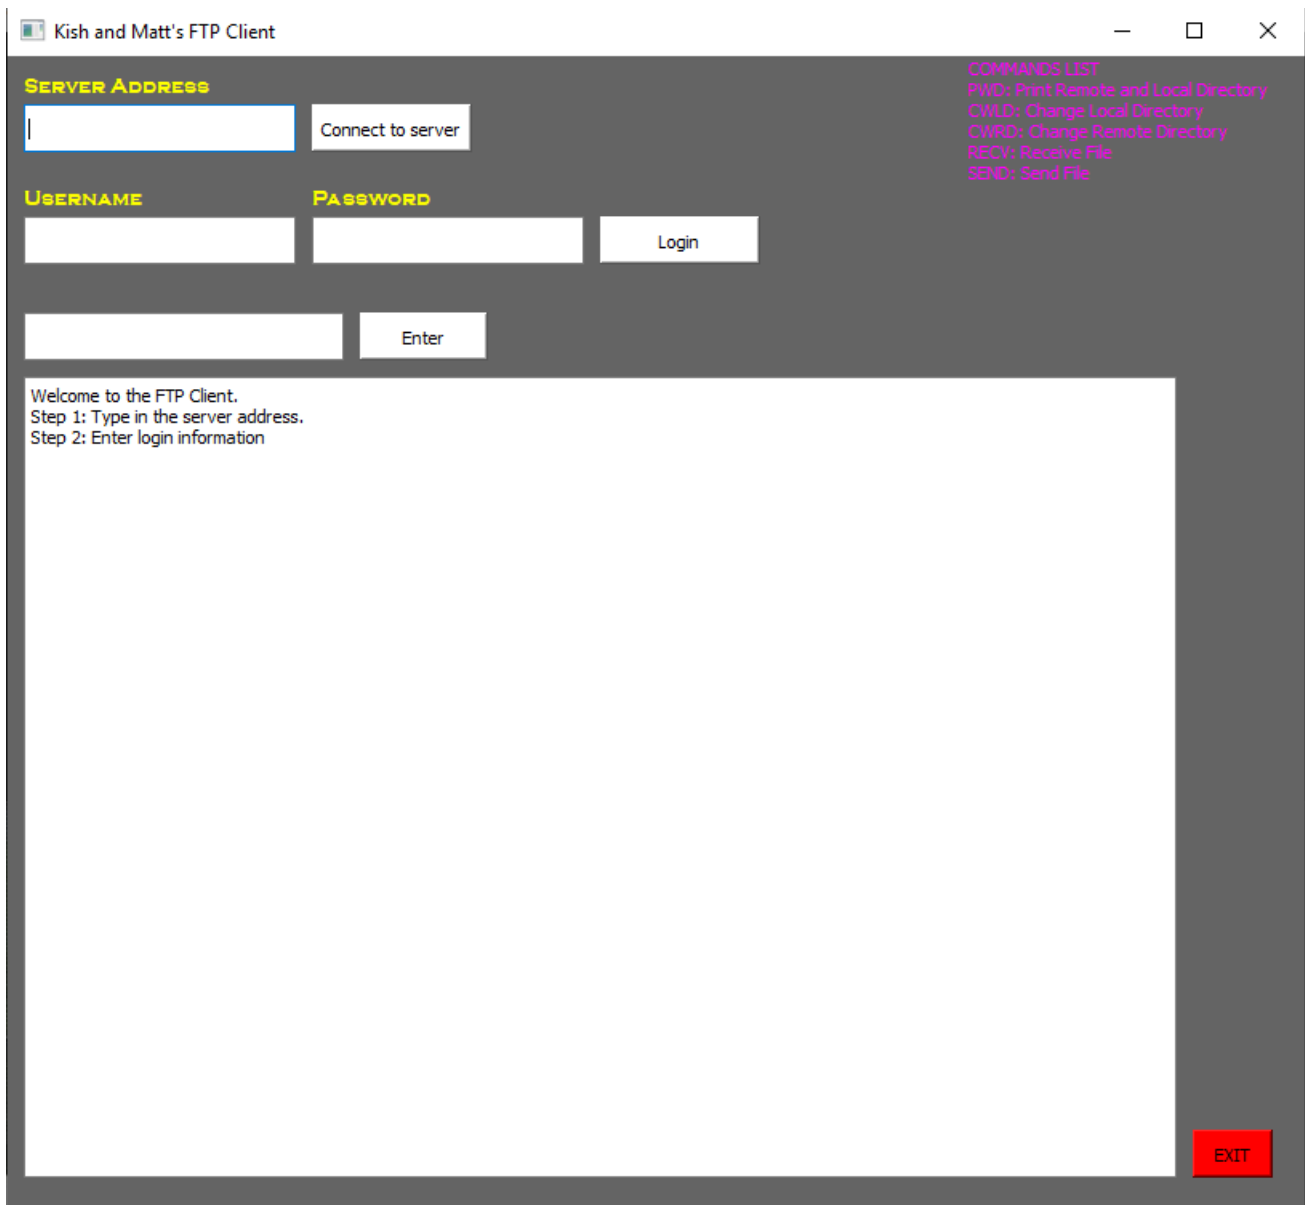 Kish and Matt's FTP Client
Server Address
Connect to server
COMMANDS LIST
PWD: Print Remote and Local Directory
CWLD: Change Local Directory
CWRD: Change Remote Directory
RECV: Receive File
SEND: Send File
Username
Password
Login
Enter
Welcome to the FTP Client.
Step 1: Type in the server address.
Step 2: Enter login information
EXIT